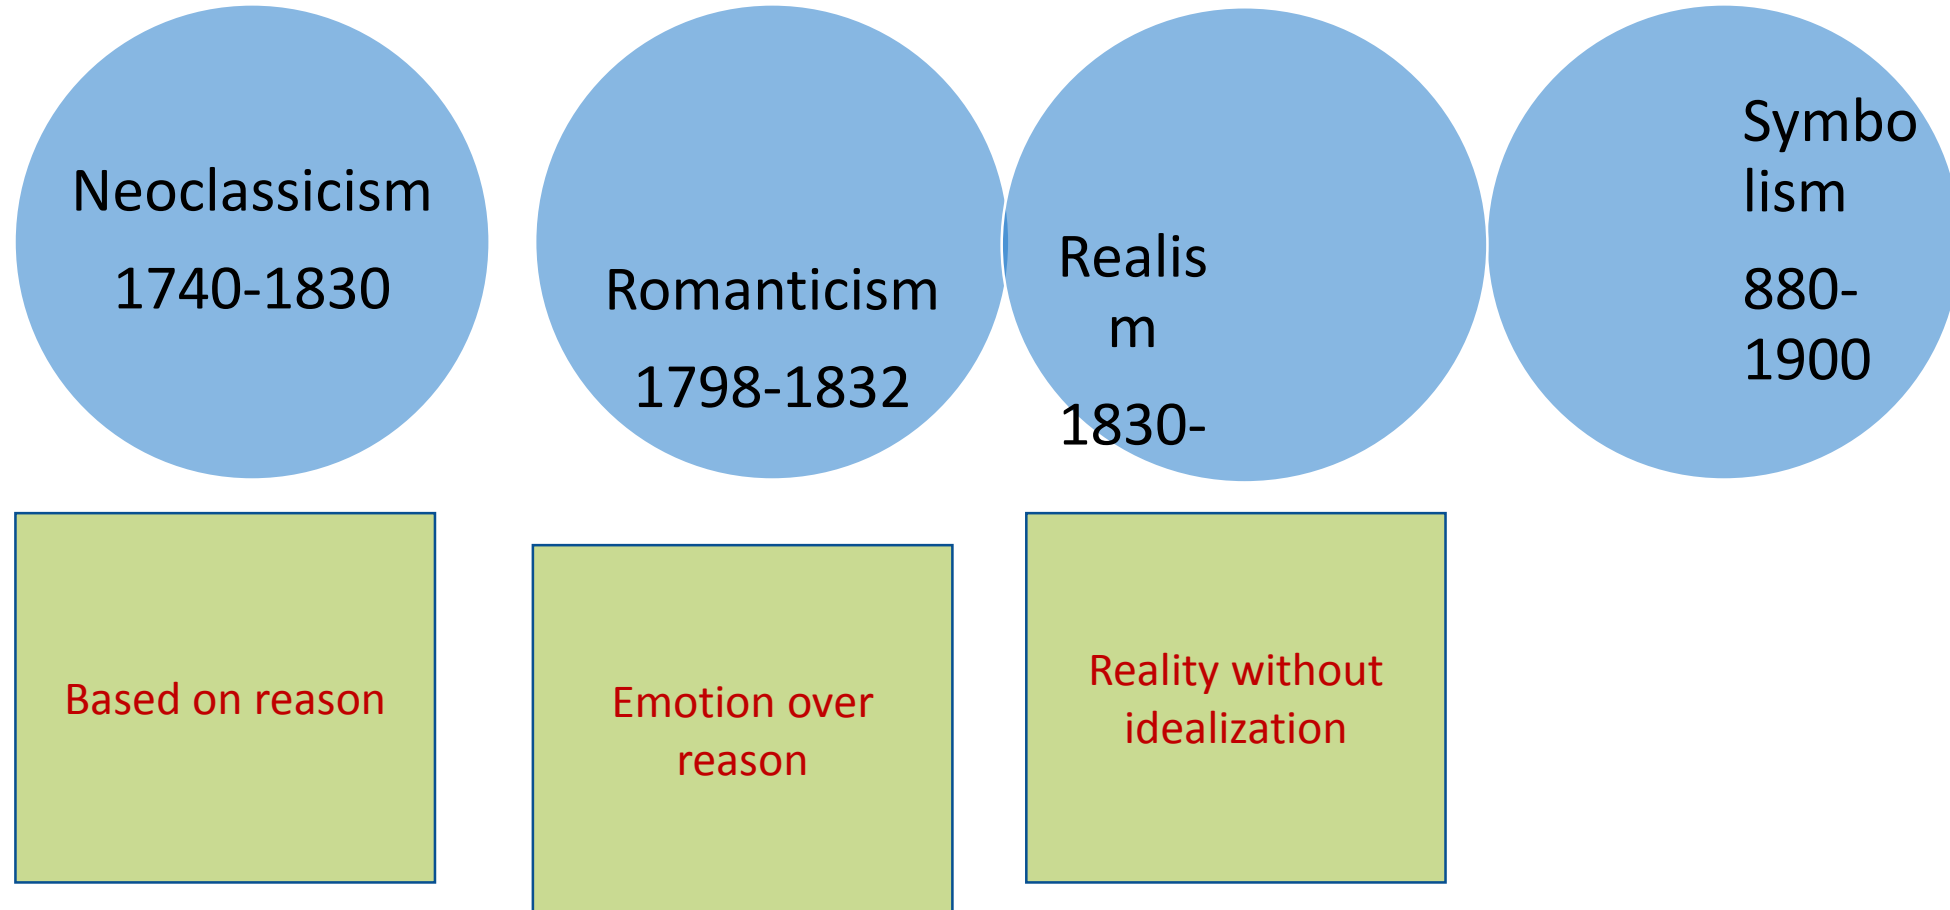 Neoclassicism
1740-1830
Romanticism
1798-1832
Realis
m
1830-
Symbo
lism
880-
1900
Based on reason
Emotion over
reason
Reality without
idealization